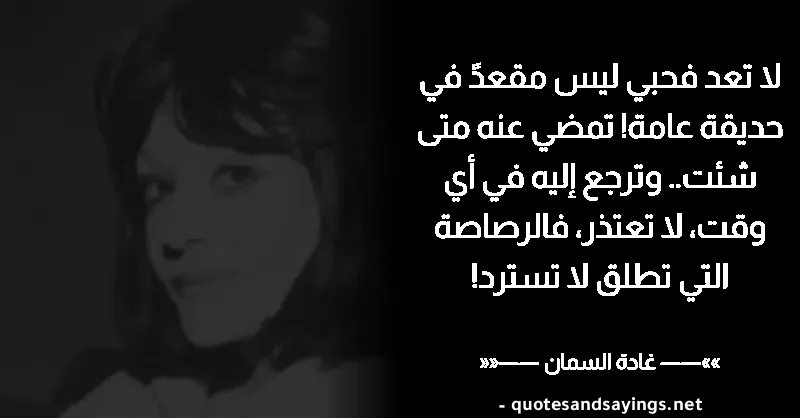 لا تعد فحبي ليس مقعدً في
حديقة عامة! تمضي عنه متى
شئت.. وترجع إليه في أي
وقت، لا تعتذر، فالرصاصة
التي تطلق لا تسترد!
»»—— غادة السمان ——««
- quotesandsayings.net